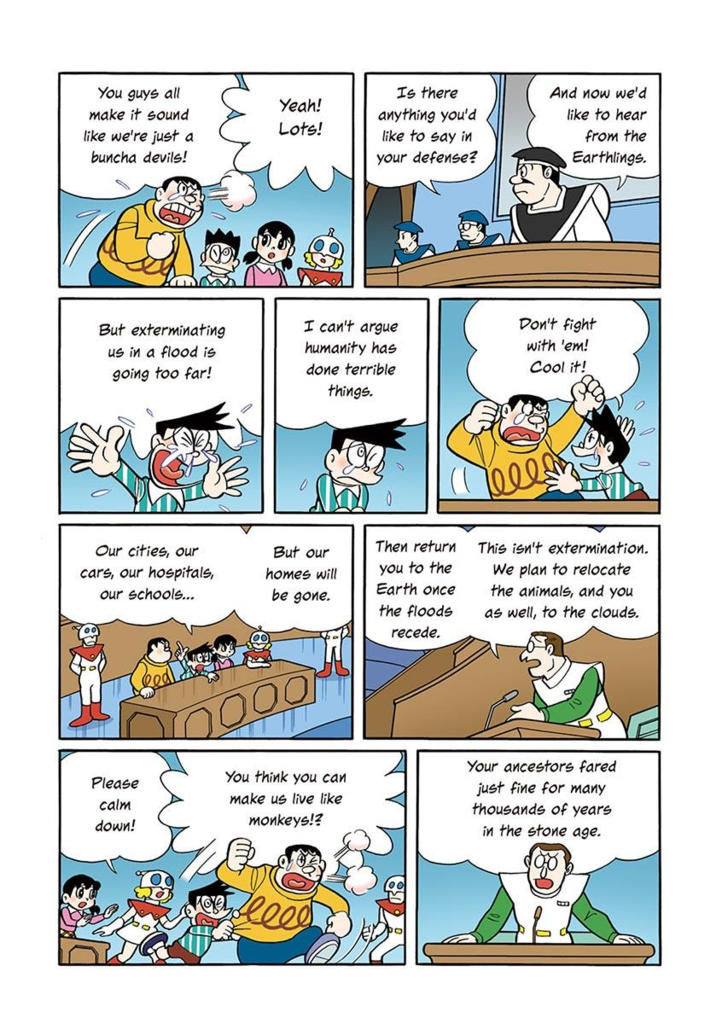 And now we'd
like to hear
from the
Earthlings.
Is there
anything you'd
like to say in
your defense?
Yeah!
Lots!
You guys all
make it sound
like we're just a
buncha devils!
Don't fight
with 'em!
Cool it!
I can't argue
humanity has
done terrible
things.
But exterminating
us in a flood is
going too far!
This isn't extermination.
We plan to relocate
the animals, and you
as well, to the clouds.
Then return
you to the
Earth once
the floods
recede.
But our
homes will
be gone.
Our cities, our
cars, our hospitals,
our schools...
Your ancestors fared
just fine for many
thousands of years
in the stone age.
You think you can
make us live like
monkeys!?
Please
calm
down!